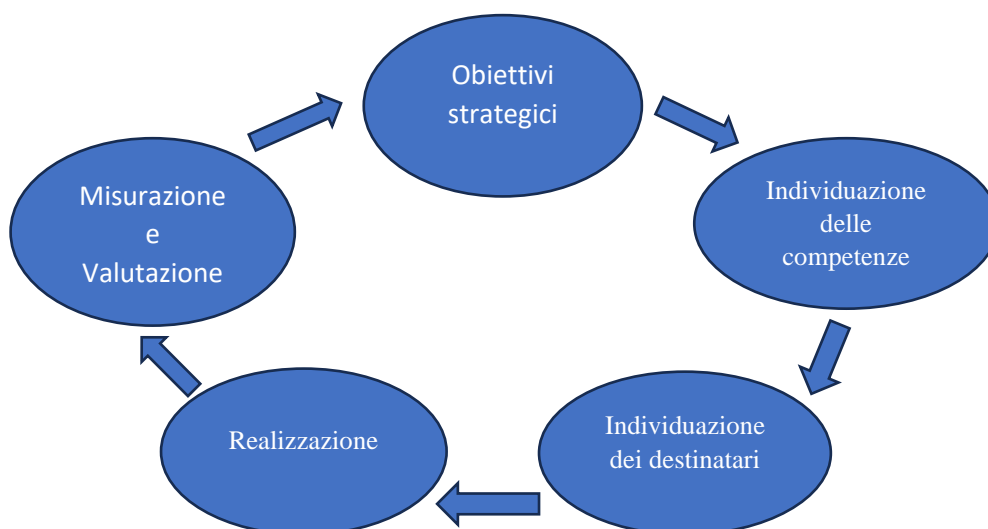 Obiettivi
strategici
Individuazione
delle
competenze
Individuazione
dei destinatari
Realizzazione
Misurazione
e
Valutazione